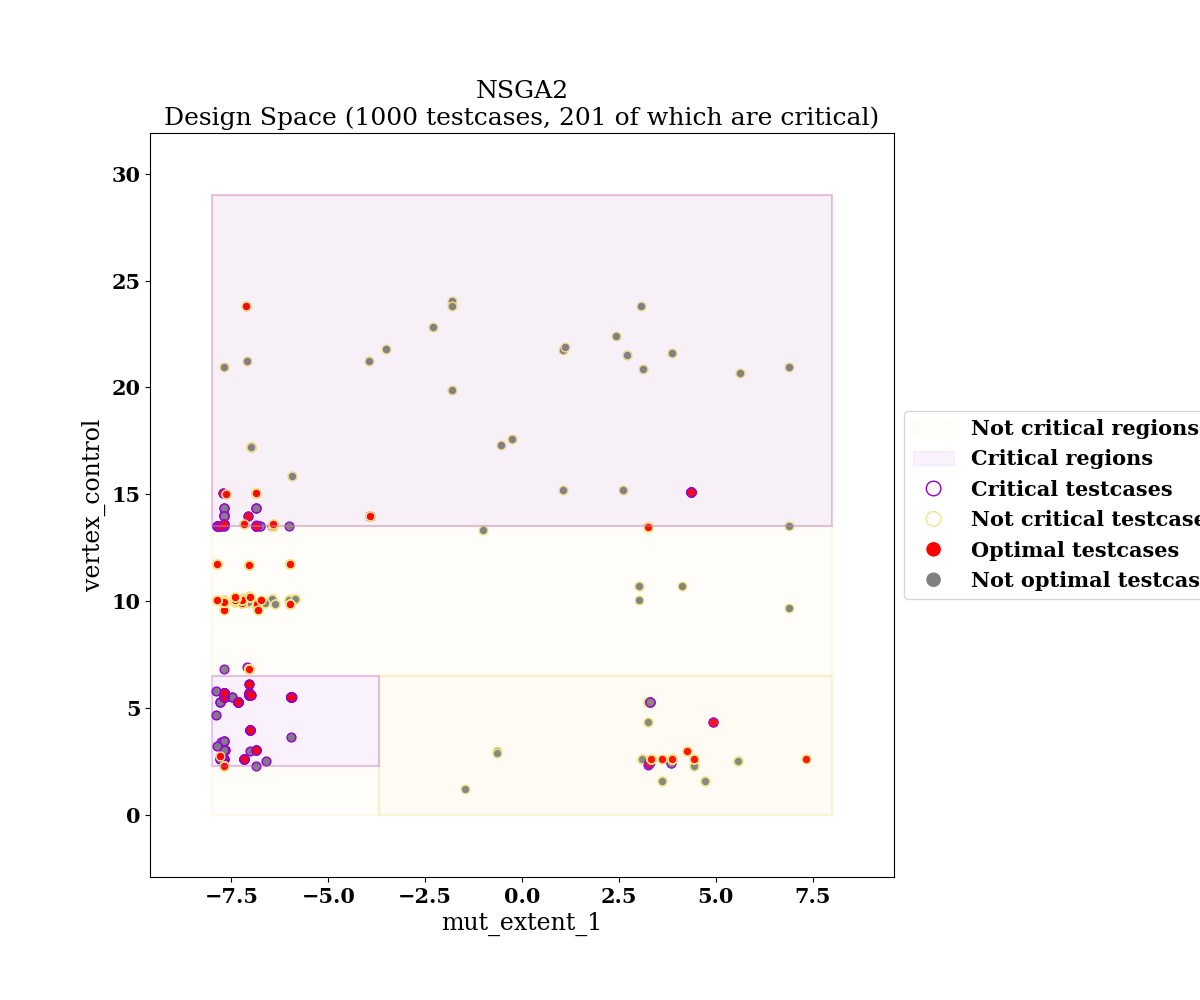 NSGA2
Design Space (1000 testcases, 201 of which are critical)
30
25
20
15
10
5
0
vertex_control
−7.5 −5.0 −2.5 0.0 2.5 5.0 7.5
mut_extent_1
Not critical regions
Critical regions
Critical testcases
Not critical testcase
Optimal testcases
Not optimal testcas